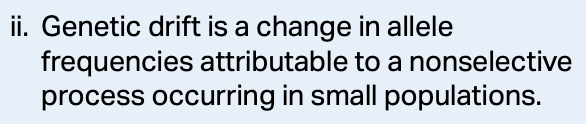 ii. Genetic drift is a change in allele
frequencies attributable to a nonselective
process occurring in small populations.